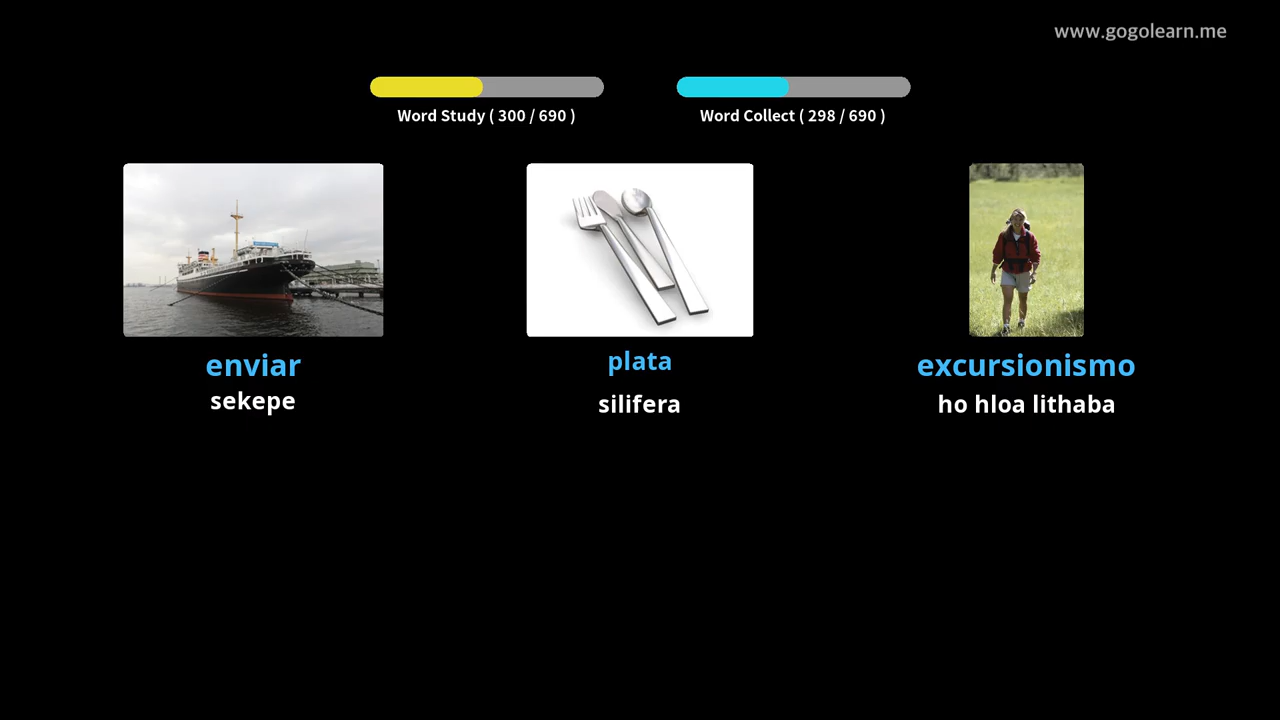 www.gogolearn.me
Word Study ( 300 / 690 )
Word Collect ( 298 / 690 )
enviar
sekepe
plata
silifera
excursionismo
ho hloa lithaba